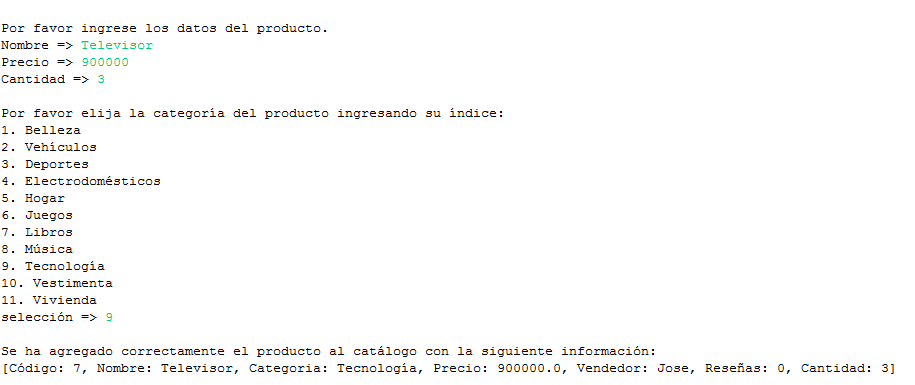 Por favor ingrese los datos del producto.
Nombre => Televisor
Precio => 900000
Cantidad => 3
Por favor elija la categoría del producto ingresando su índice:
1. Belleza
2. Vehículos
3. Deportes
4. Electrodomésticos
5. Hogar
6. Juegos
7. Libros
8. Música
9. Tecnología
10. Vestimenta
11. Vivienda
selección => 9
Se ha agregado correctamente el producto al catálogo con la siguiente información:
[Código: 7, Nombre: Televisor, Categoria: Tecnología, Precio: 900000.0, Vendedor: Jose, Reseñas: 0, Cantidad: 3]